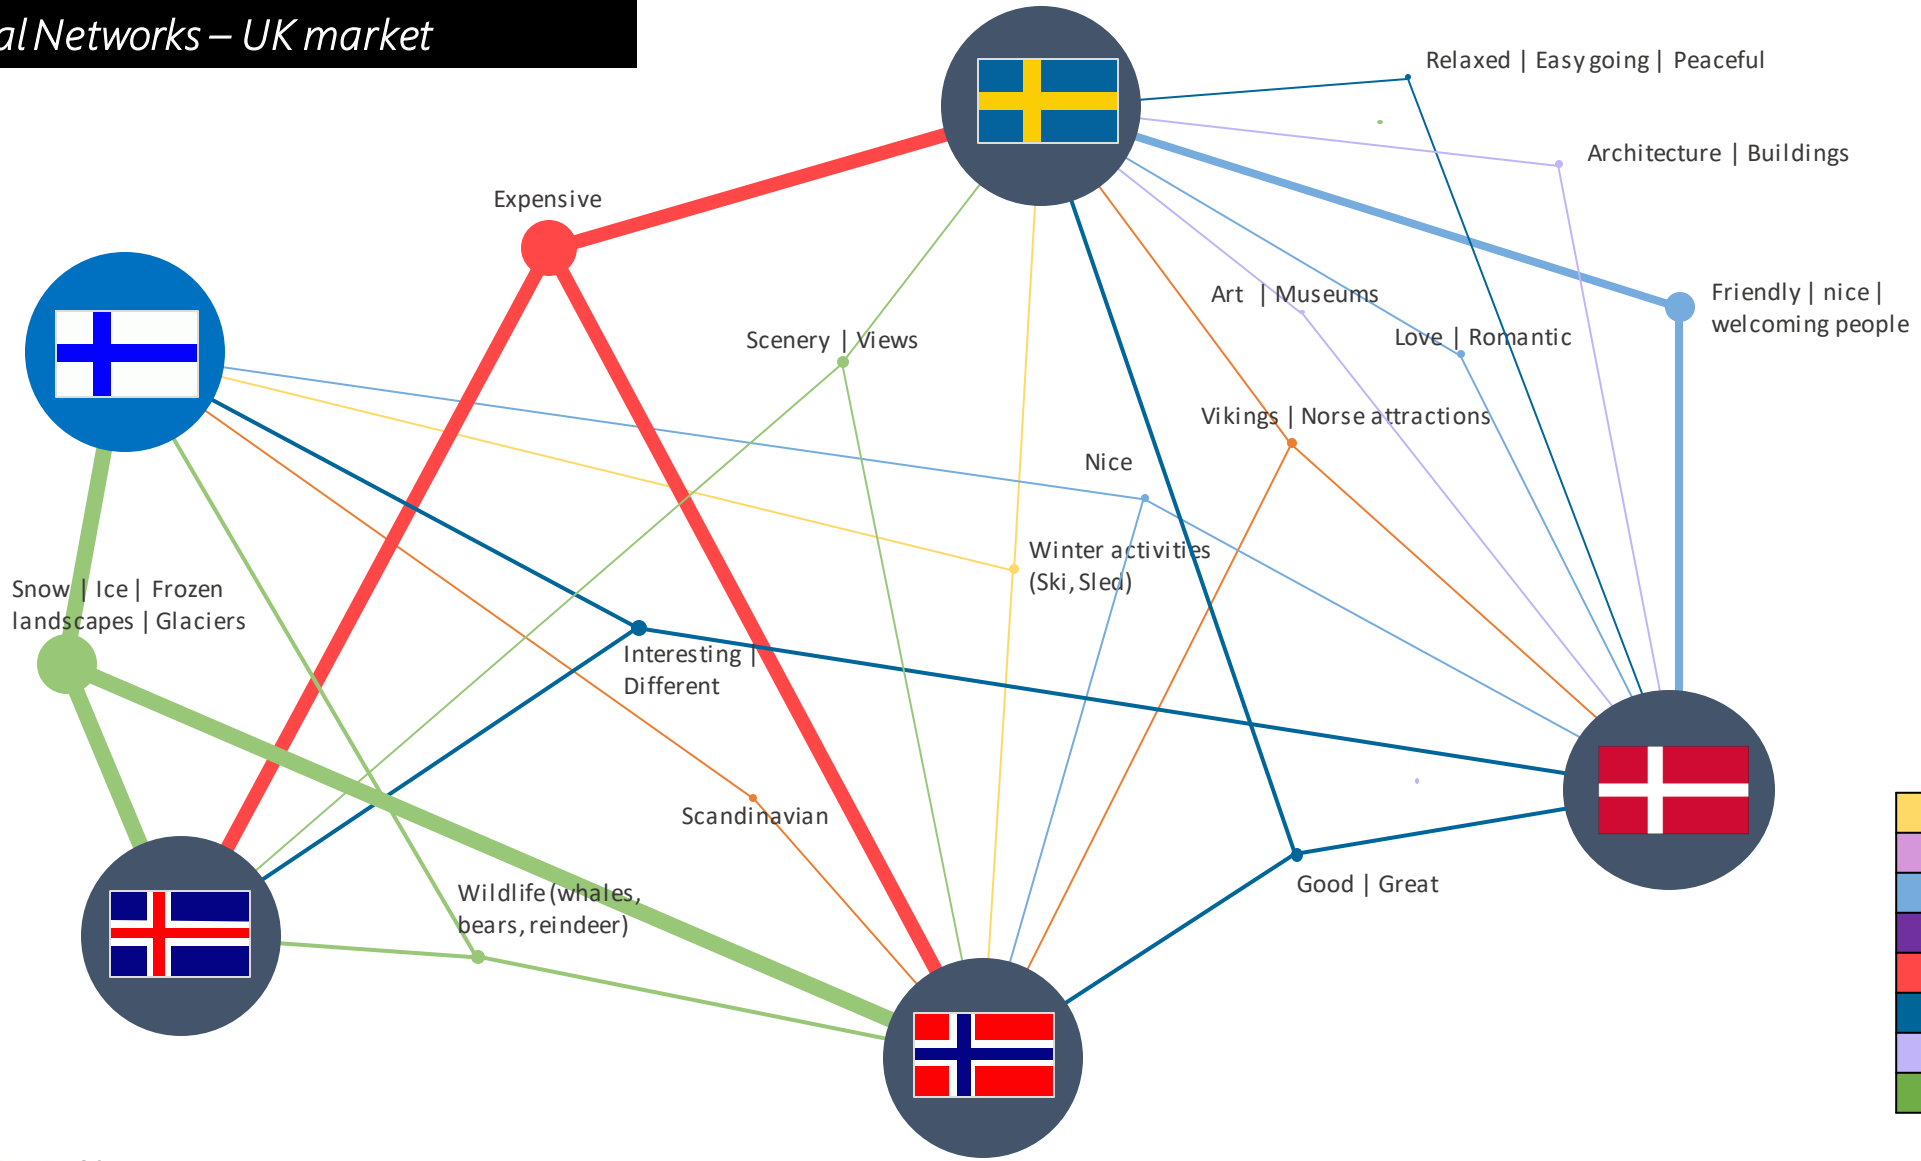 Networks – UK market
Relaxed | Easy going | Peaceful
Architecture | Buildings
Expensive
Friendly | nice |
welcoming people
Art | Museums
Scenery | Views
Love | Romantic
Vikings | Norse attractions
Nice
Winter activities
(Ski, Sled)
Snow | Ice | Frozen
landscapes | Glaciers
Interesting |
Different
Scandinavian
Wildlife (whales,
bears, reindeer)
Good | Great